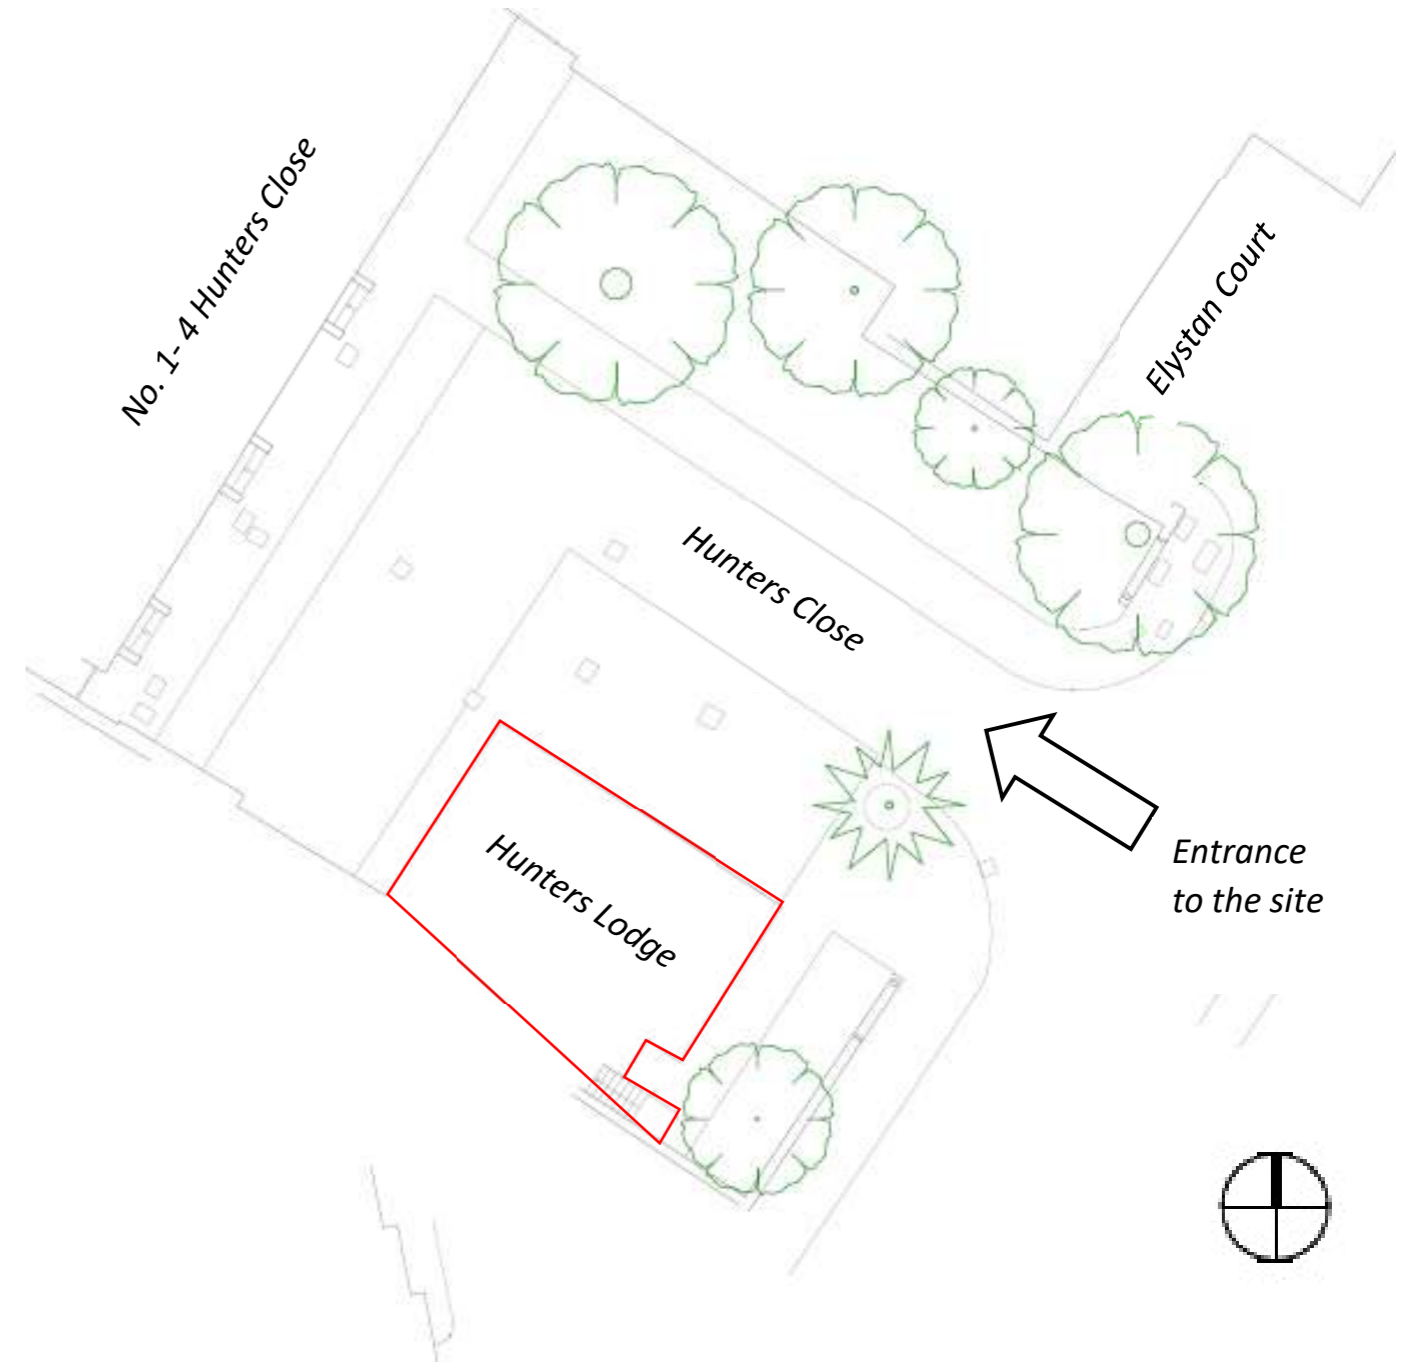 No. 1- 4 Hunters Close
Elystan Court
Hunters Close
Hunters Lodge
Entrance
to the site